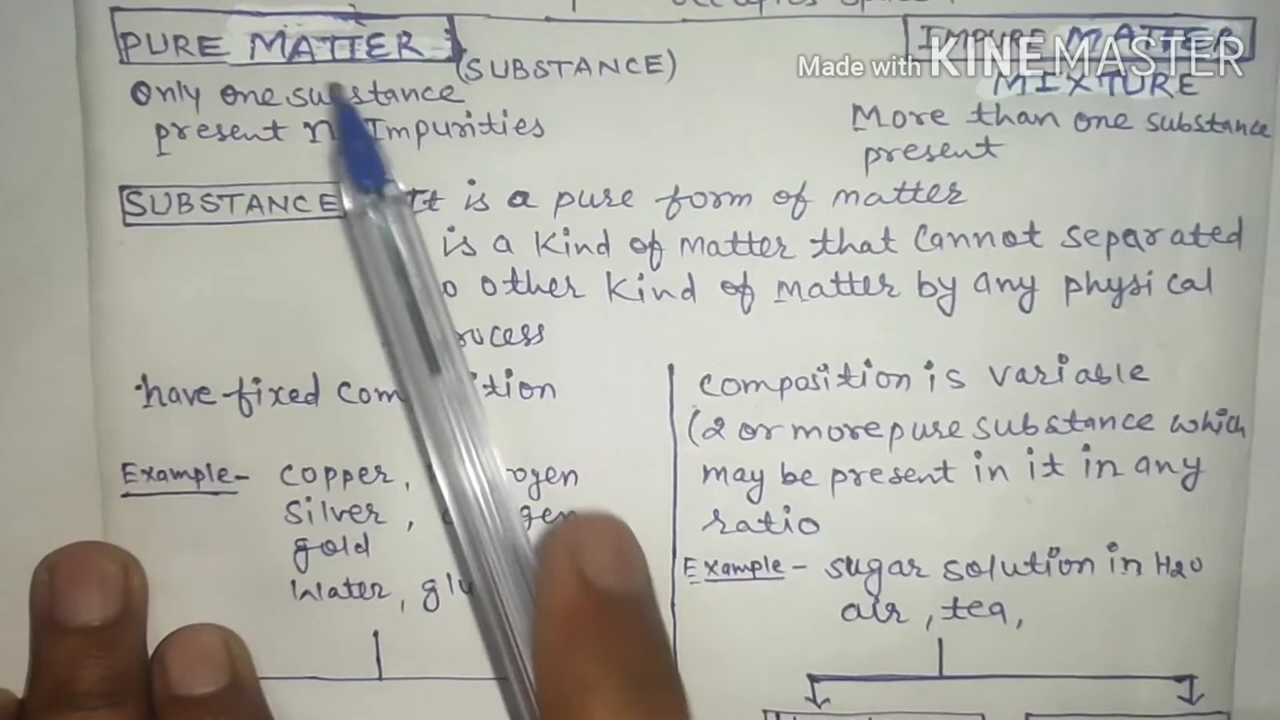 occupies space
PURE MATTER
(SUBSTANCE)
Only one substance
present Impurities
IMPURE MATTER
MIXTURE
Made with KINEMASTER
More than one substance
present
SUBSTANCE It is a pure form of matter
is a kind of matter that cannot separated
other kind of matter by any physical
have fixed
Example- copper,
silver,
gold
water,
composition is variable
(2 or more pure substance which
may be present in it in any
ratio
Example - sugar solution in H2O
air, tea,